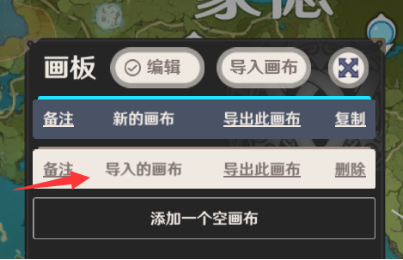 蒙德
画板 编辑 导入画布
备注 新的画布 导出此画布 复制
备注 导入的画布 导出此画布 删除
添加一个空画布